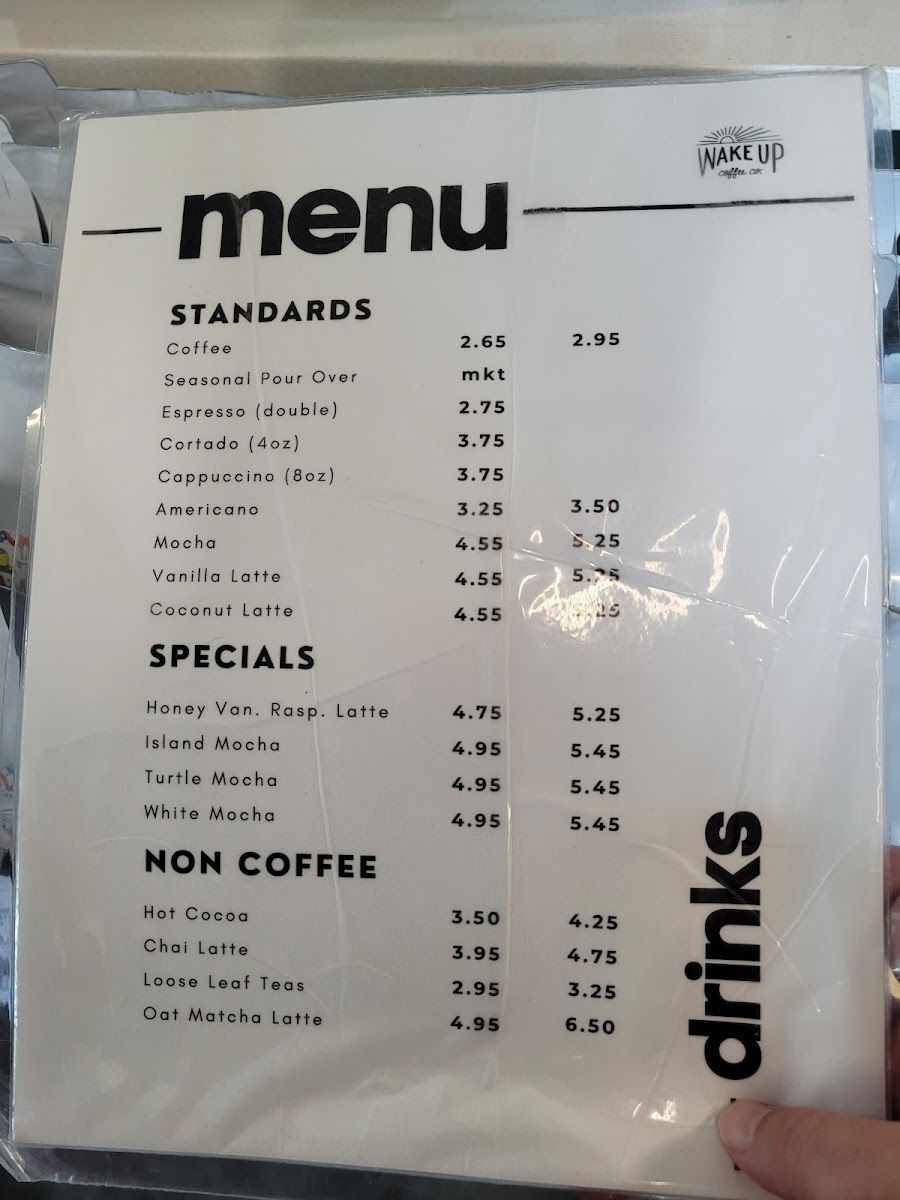 WAKE UP
coffee co.
menu
STANDARDS
Coffee 2.65 2.95
Seasonal Pour Over mkt
Espresso (double) 2.75
Cortado (4oz) 3.75
Cappuccino (8oz) 3.75
Americano 3.25 3.50
Mocha 4.55 5.25
Vanilla Latte 4.55 5.25
Coconut Latte 4.55
SPECIALS
Honey Van. Rasp. Latte 4.75 5.25
Island Mocha 4.95 5.45
Turtle Mocha 4.95 5.45
White Mocha 4.95 5.45
NON COFFEE
Hot Cocoa 3.50 4.25
Chai Latte 3.95 4.75
Loose Leaf Teas 2.95 3.25
Oat Matcha Latte 4.95 6.50
drinks